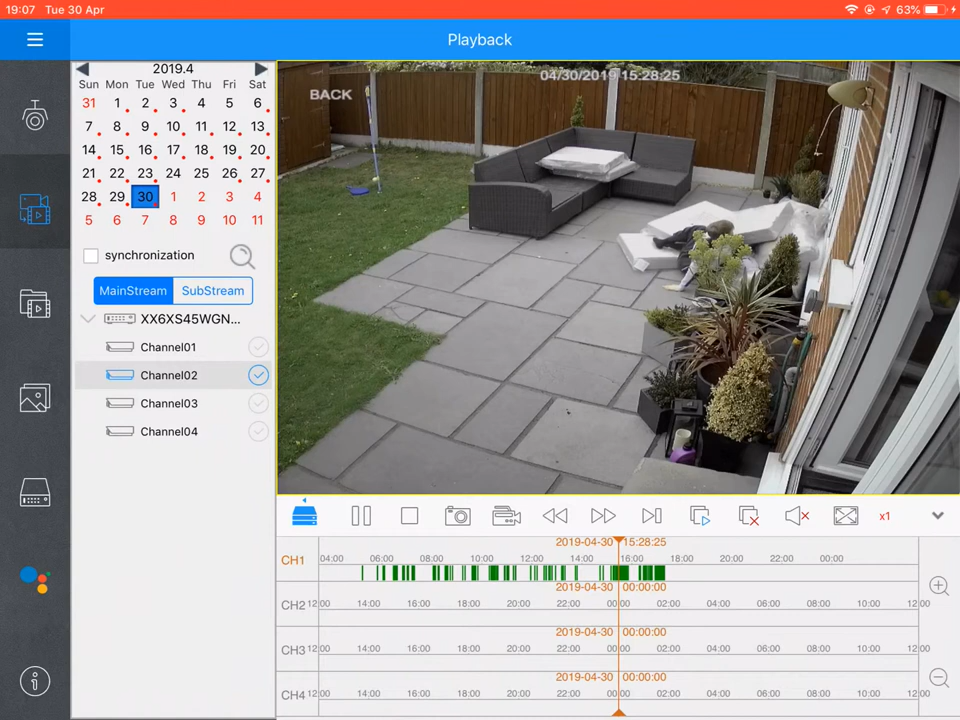 19:07 Tue 30 Apr 63%
Playback
2019.4
Sun Mon Tue Wed Thu Fri Sat
31 1 2 3 4 5 6
7 8 9 10 11 12 13
14 15 16 17 18 19 20
21 22 23 24 25 26 27
28 29 30 1 2 3 4
5 6 7 8 9 10 11
synchronization
MainStream SubStream
XX6XS45WGN...
Channel01
Channel02
Channel03
Channel04
04/30/2019 15:28:25
BACK
x1
2019-04-30 15:28:25
CH1 04:00 06:00 08:00 10:00 12:00 14:00 16:00 18:00 20:00 22:00 00:00
2019-04-30 00:00:00
CH2 12:00 14:00 16:00 18:00 20:00 22:00 00:00 02:00 04:00 06:00 08:00 10:00 12:00
2019-04-30 00:00:00
CH3 12:00 14:00 16:00 18:00 20:00 22:00 00:00 02:00 04:00 06:00 08:00 10:00 12:00
2019-04-30 00:00:00
CH4 12:00 14:00 16:00 18:00 20:00 22:00 00:00 02:00 04:00 06:00 08:00 10:00 12:00